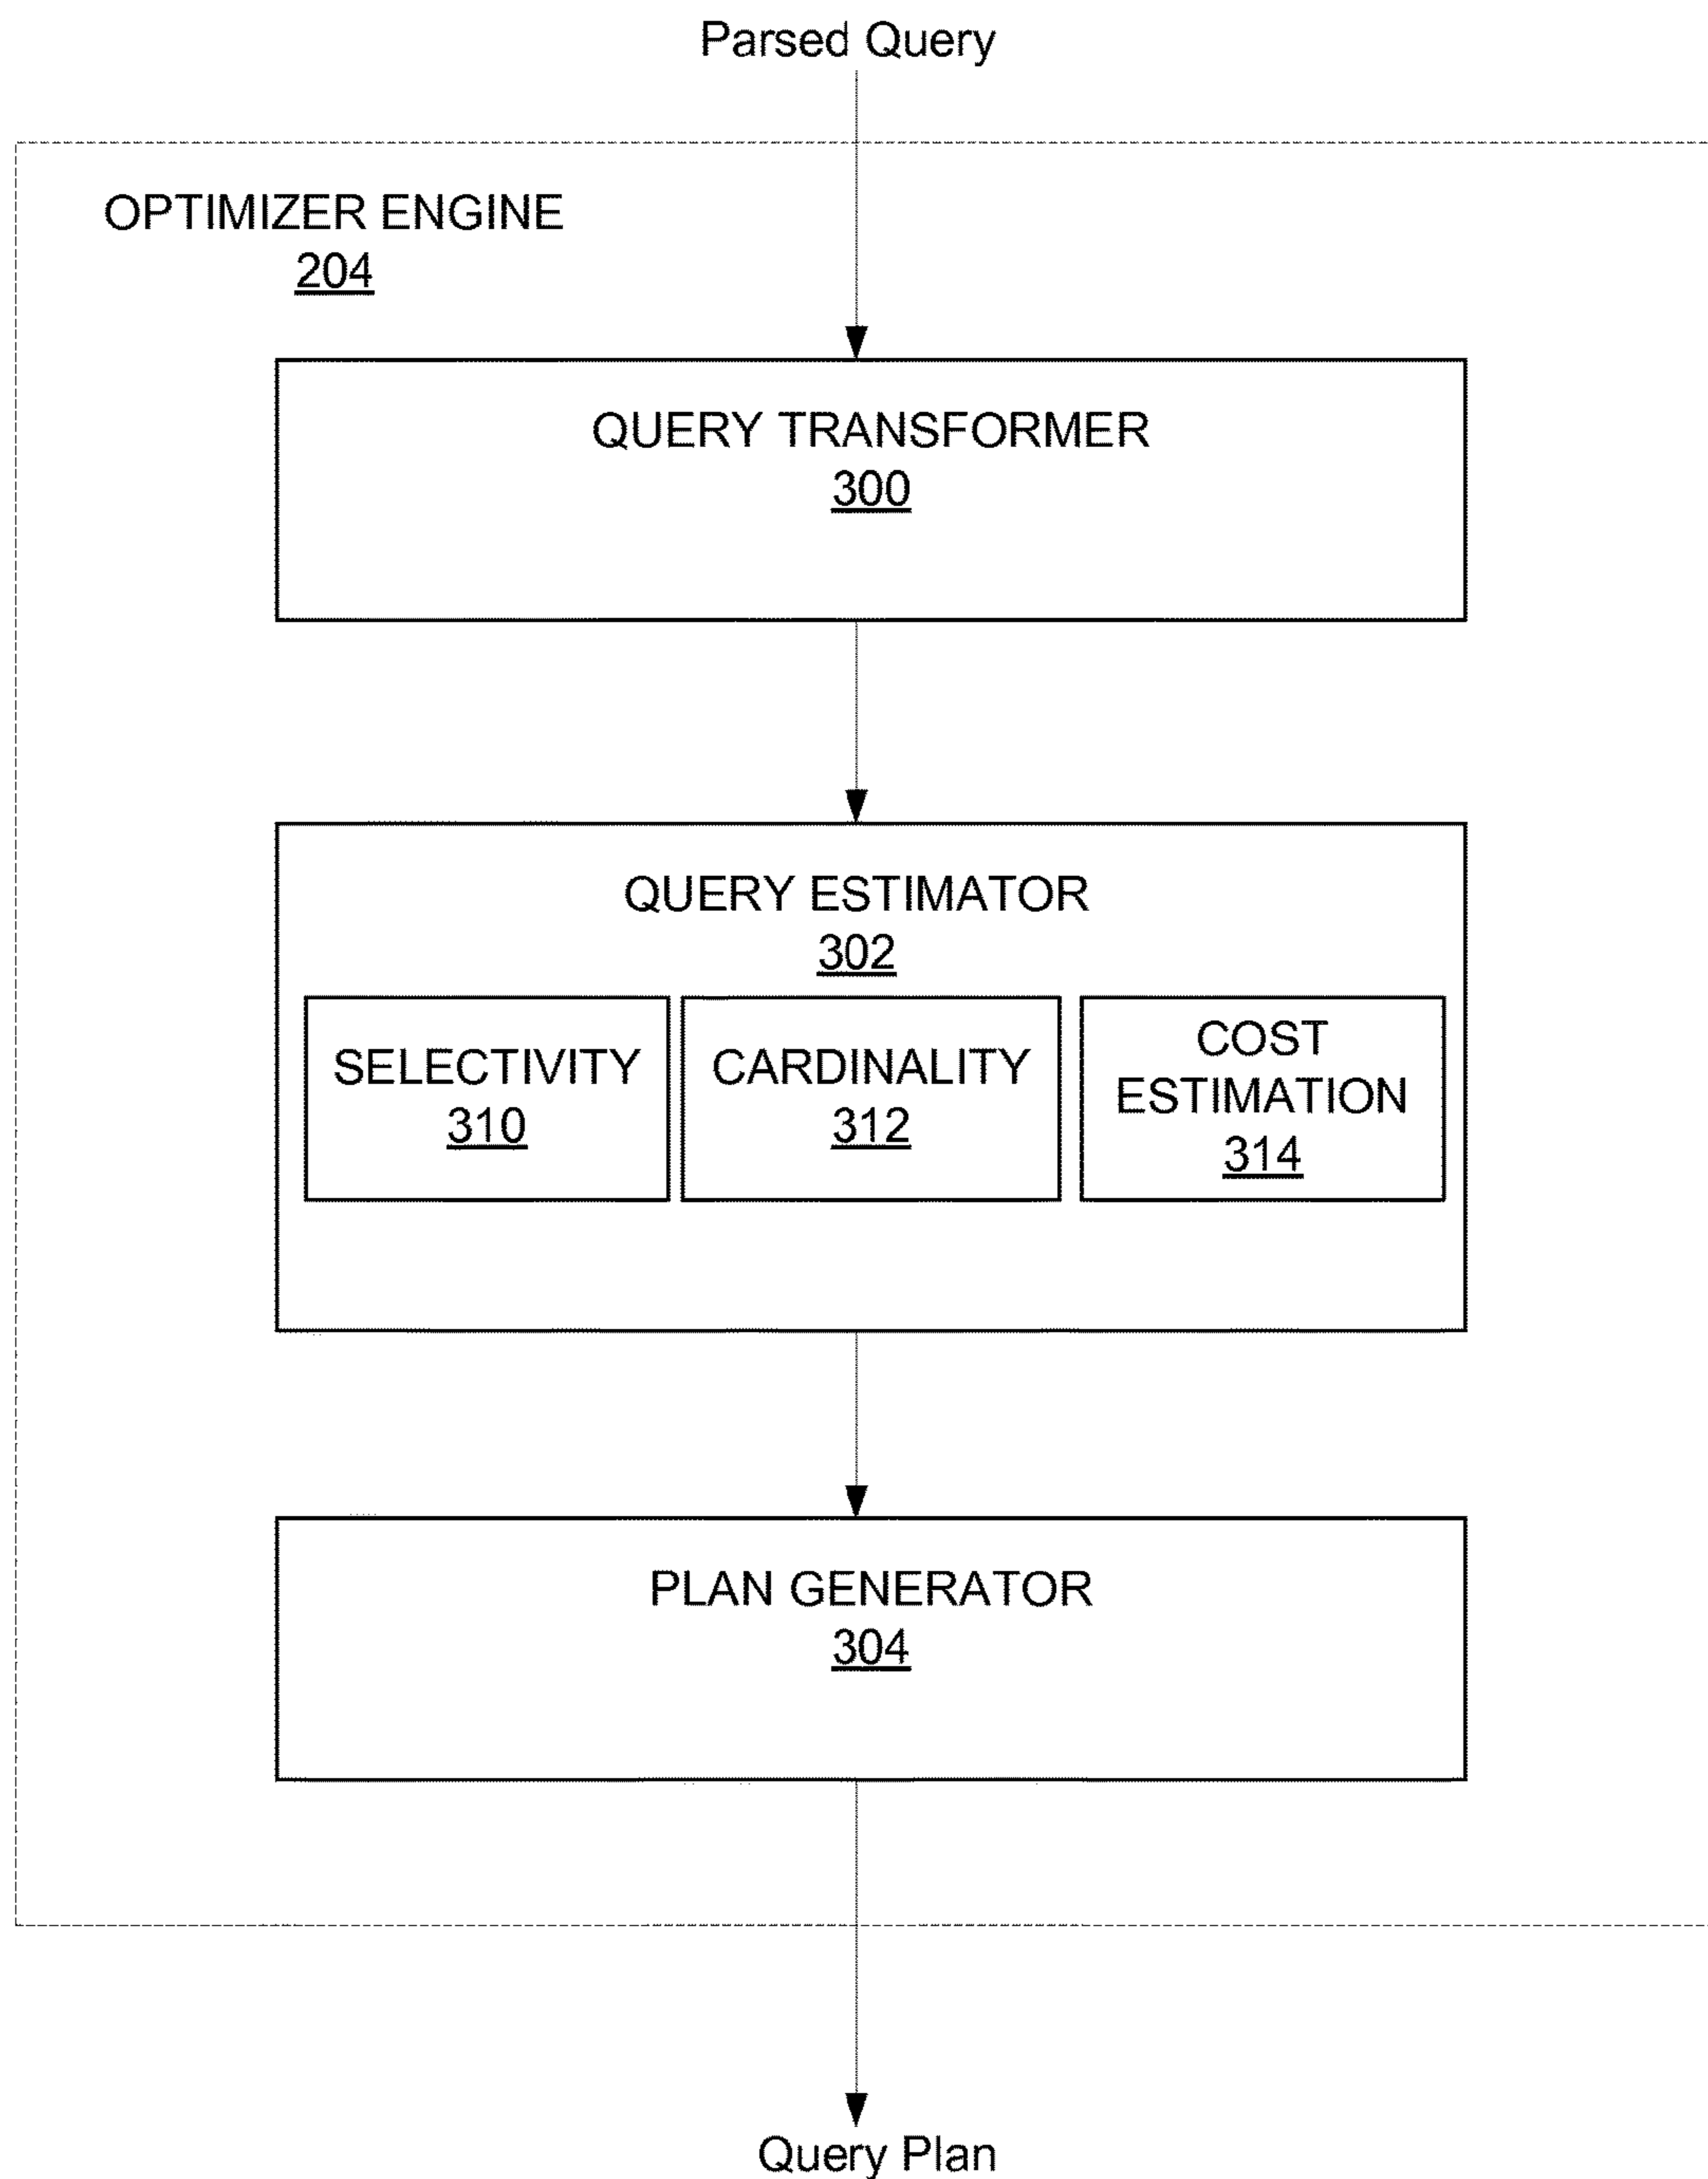 Parsed Query
OPTIMIZER ENGINE
204
QUERY TRANSFORMER
300
QUERY ESTIMATOR
302
SELECTIVITY
310
CARDINALITY
312
COST
ESTIMATION
314
PLAN GENERATOR
304
Query Plan